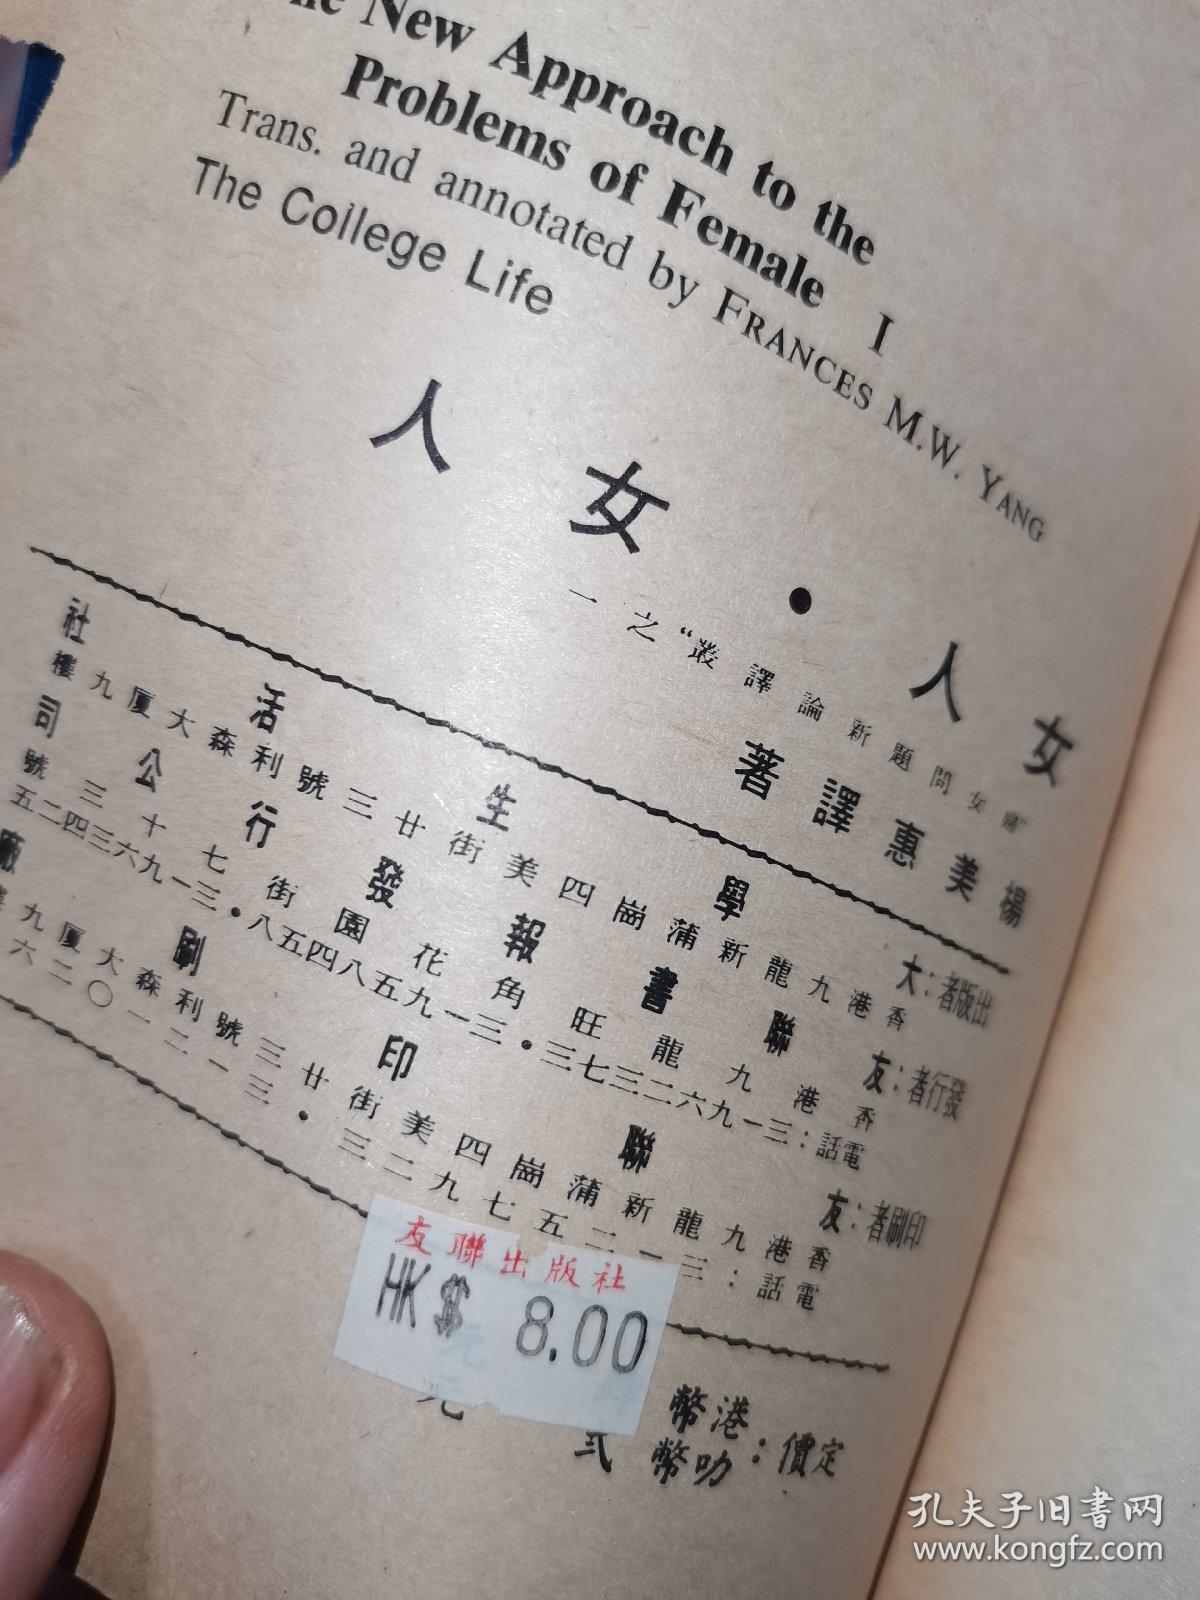 he New Approach to the
Problems of Female I
Trans. and annotated by FRANCES M.W. YANG
The Coilege Life
女人·女人
“婦女問題新論譯叢”之一
楊美惠譯著
出版者：大學生活社
香港九龍新蒲崗四美街廿三號利森大厦九樓
發行者：友聯書報發行公司
香港九龍旺角花園街七十三號
電話：三一九六二三七三·三一九五八四五八·三一九六三四二五
印刷者：友聯印刷廠
香港九龍新蒲崗四美街廿三號利森大厦九樓
電話：三一二五七九二三·三一二一〇二六
友聯出版社
HK$ 8.00
定價：港幣
叻幣弍元
孔夫子旧书网
www.kongfz.com